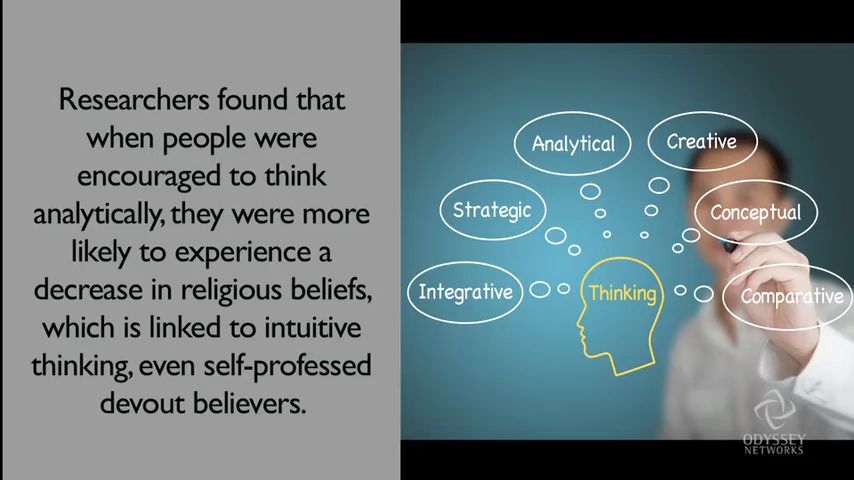 Researchers found that
when people were
encouraged to think
analytically, they were more
likely to experience a
decrease in religious beliefs,
which is linked to intuitive
thinking, even self-professed
devout believers.
Analytical
Creative
Strategic
Conceptual
Integrative
Thinking
Comparative
ODYSSEY
NETWORKS